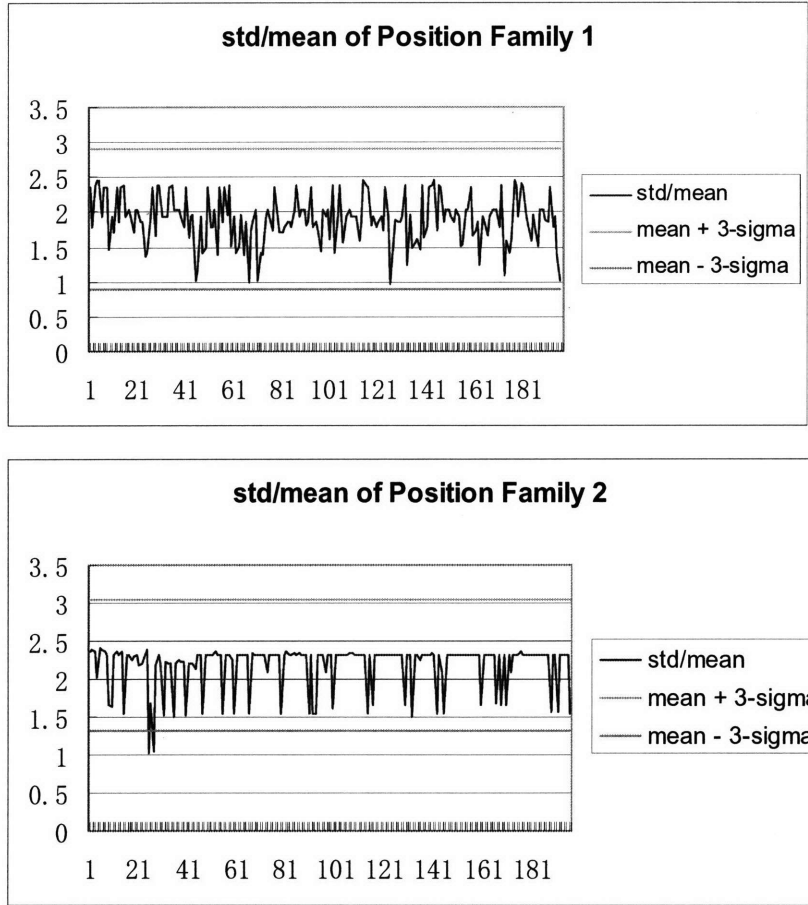 std/mean of Position Family 1
3.5
3
2.5
2
1.5
1
0.5
0
1 21 41 61 81 101 121 141 161 181
std/mean
mean + 3-sigma
mean - 3-sigma
std/mean of Position Family 2
3.5
3
2.5
2
1.5
1
0.5
0
1 21 41 61 81 101 121 141 161 181
std/mean
mean + 3-sigma
mean - 3-sigma